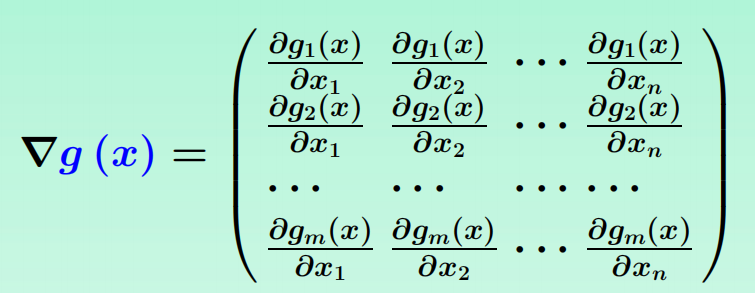 ∇g (x) = ( ∂g₁(x)/∂x₁ ∂g₁(x)/∂x₂ ··· ∂g₁(x)/∂xₙ
∂g₂(x)/∂x₁ ∂g₂(x)/∂x₂ ··· ∂g₂(x)/∂xₙ
··· ··· ··· ···
∂gₘ(x)/∂x₁ ∂gₘ(x)/∂x₂ ··· ∂gₘ(x)/∂xₙ )